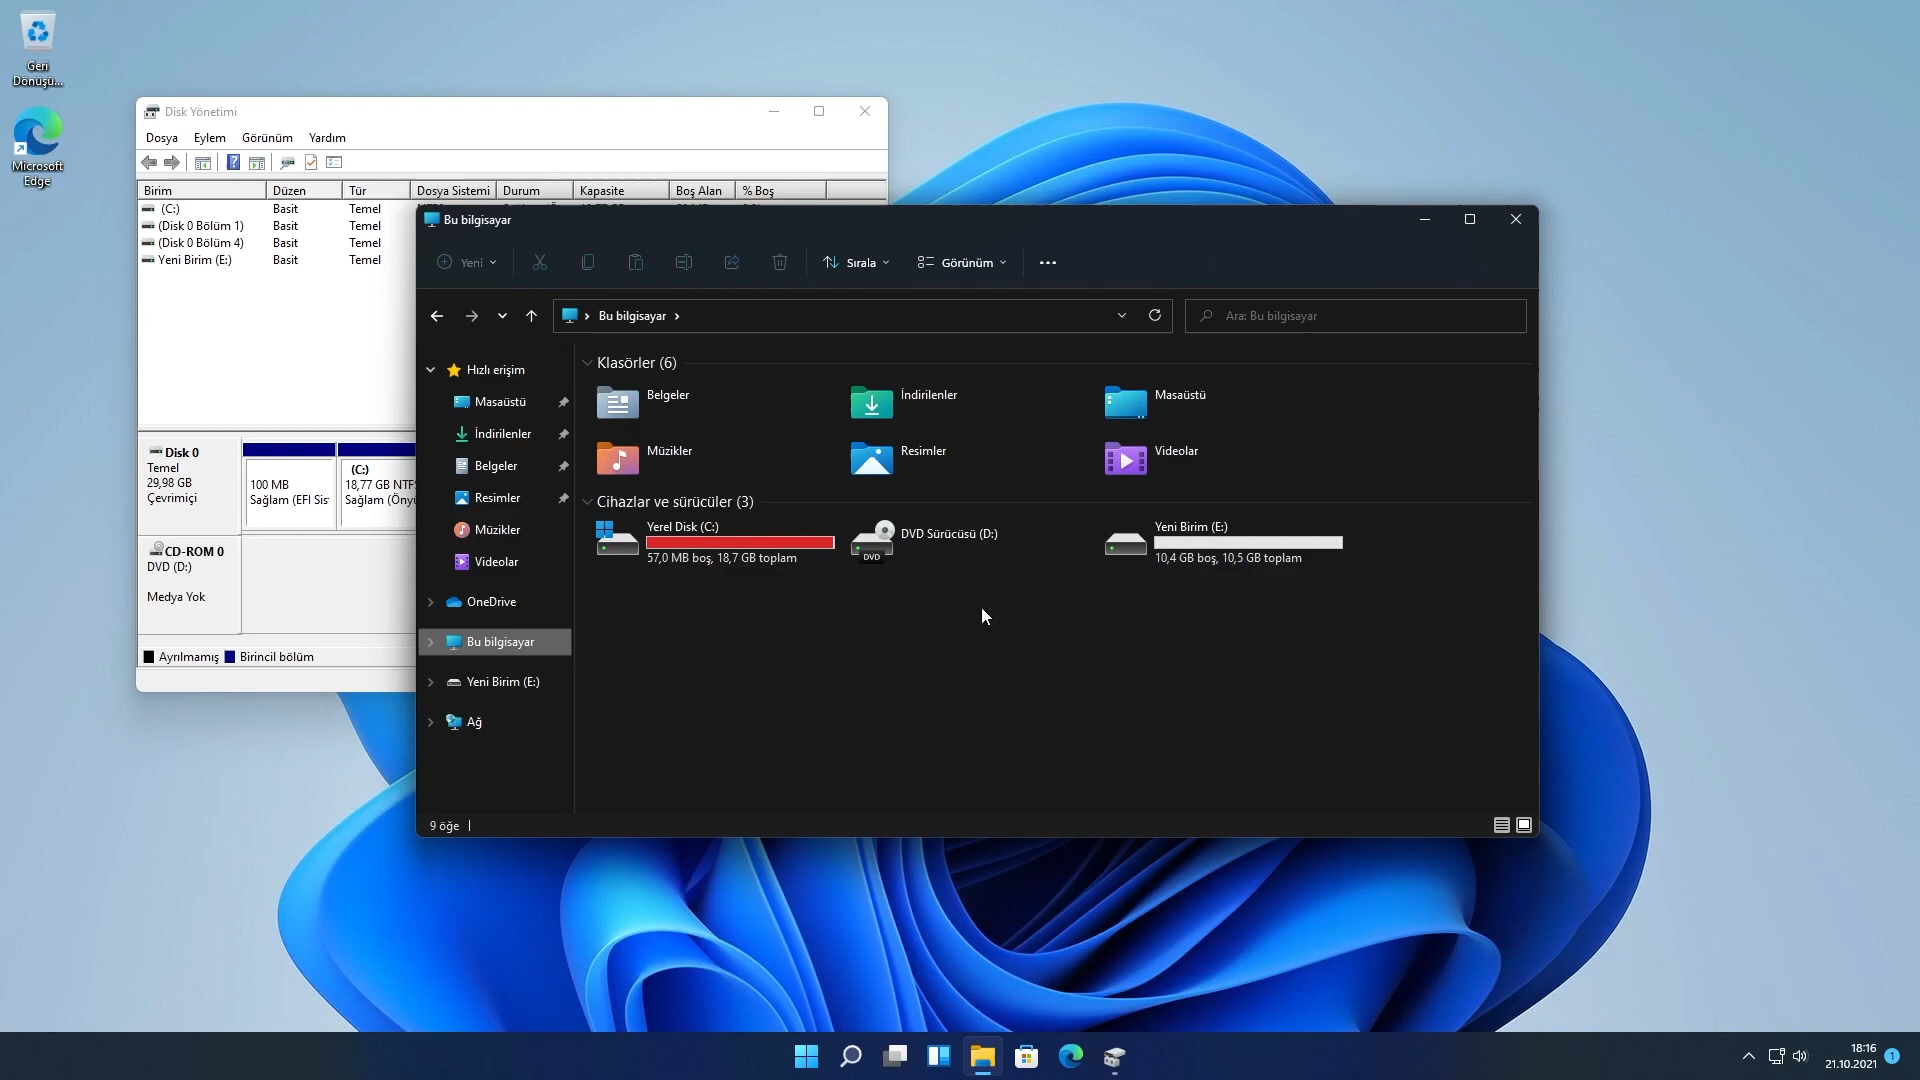 Geri
Dönüşü...
Microsoft
Edge
Disk Yönetimi
Dosya Eylem Görünüm Yardım
Birim Düzen Tür Dosya Sistemi Durum Kapasite Boş Alan % Boş
(C:) Basit Temel
(Disk 0 Bölüm 1) Basit Temel
(Disk 0 Bölüm 4) Basit Temel
Yeni Birim (E:) Basit Temel
Disk 0
Temel
29,98 GB
Çevrimiçi
100 MB
Sağlam (EFI Sis
(C:)
18,77 GB NTF
Sağlam (Önyü
CD-ROM 0
DVD (D:)
Medya Yok
Ayrılmamış Birincil bölüm
Bu bilgisayar
Yeni Sırala Görünüm
Bu bilgisayar
Ara: Bu bilgisayar
Hızlı erişim
Masaüstü
İndirilenler
Belgeler
Resimler
Müzikler
Videolar
OneDrive
Bu bilgisayar
Yeni Birim (E:)
Ağ
Klasörler (6)
Belgeler İndirilenler Masaüstü
Müzikler Resimler Videolar
Cihazlar ve sürücüler (3)
Yerel Disk (C:)
57,0 MB boş, 18,7 GB toplam
DVD Sürücüsü (D:)
DVD
Yeni Birim (E:)
10,4 GB boş, 10,5 GB toplam
9 öğe
18:16
21.10.2021
1